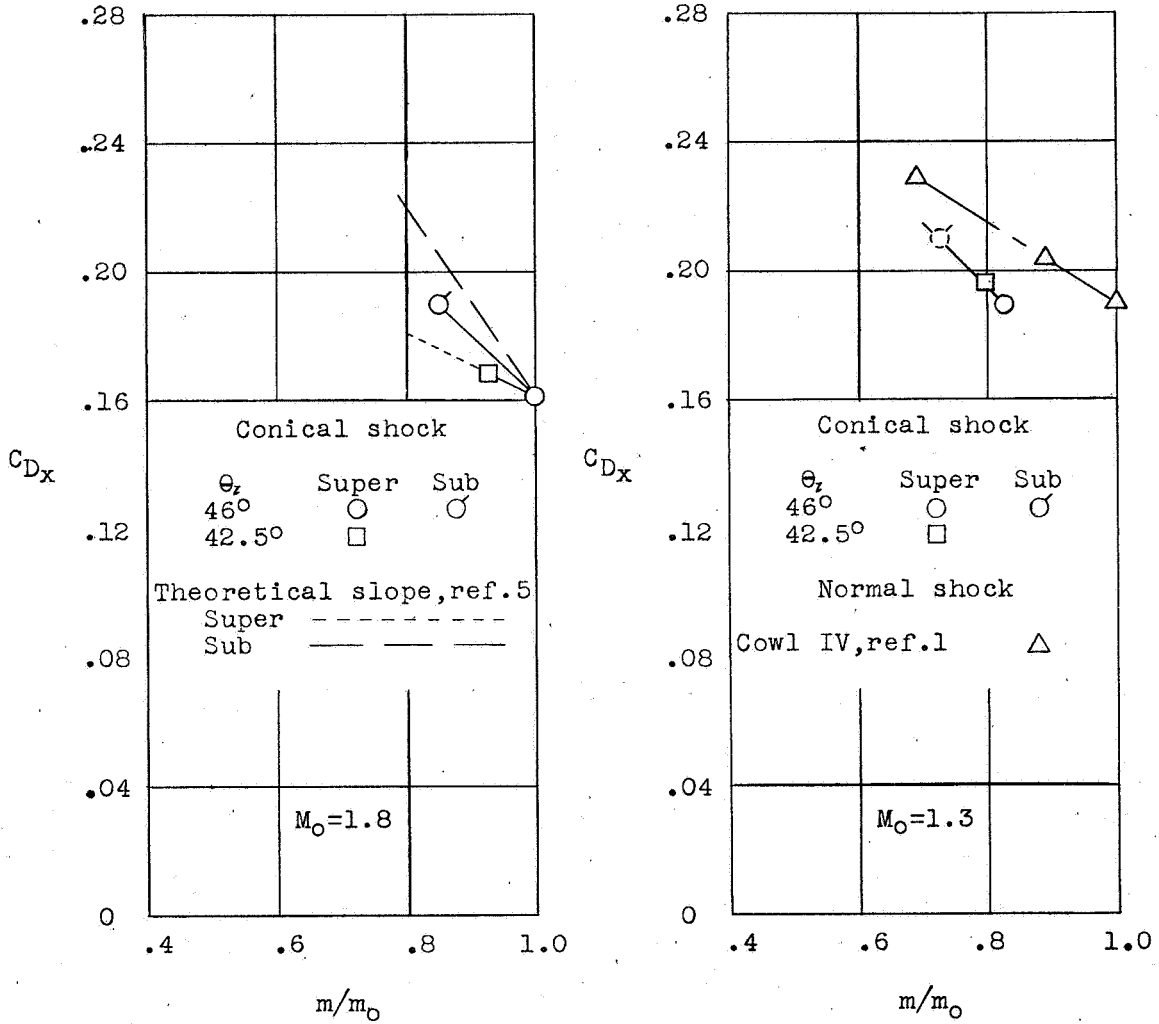 .28
.24
.20
.16
.12
.08
.04
0
C_Dx
Conical shock
θ_l Super Sub
46°
42.5°
Theoretical slope,ref.5
Super
Sub
M_o=1.8
.4 .6 .8 1.0
m/m_o
.28
.24
.20
.16
.12
.08
.04
0
C_Dx
Conical shock
θ_l Super Sub
46°
42.5°
Normal shock
Cowl IV,ref.1
M_o=1.3
.4 .6 .8 1.0
m/m_o